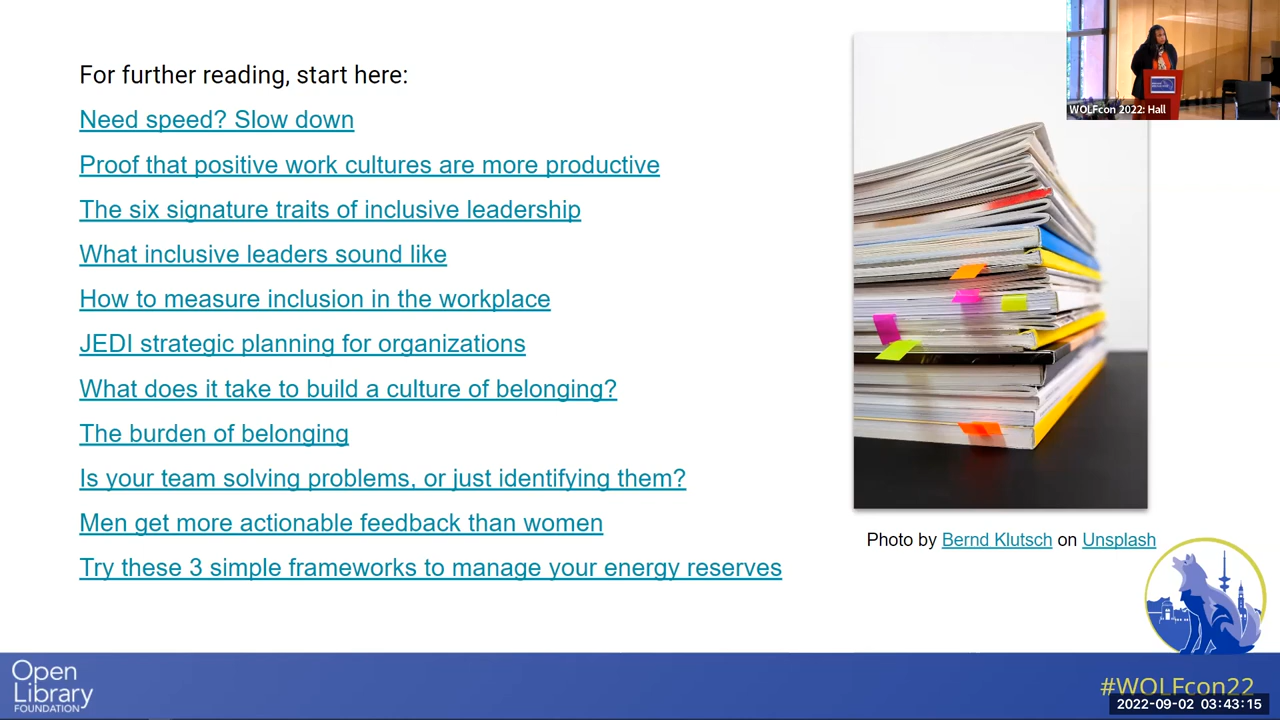 For further reading, start here:
Need speed? Slow down
Proof that positive work cultures are more productive
The six signature traits of inclusive leadership
What inclusive leaders sound like
How to measure inclusion in the workplace
JEDI strategic planning for organizations
What does it take to build a culture of belonging?
The burden of belonging
Is your team solving problems, or just identifying them?
Men get more actionable feedback than women
Try these 3 simple frameworks to manage your energy reserves
WOLFcon 2022: Hall
Photo by Bernd Klutsch on Unsplash
Open
Library
FOUNDATION
#WOLFcon22
2022-09-02 03:43:15